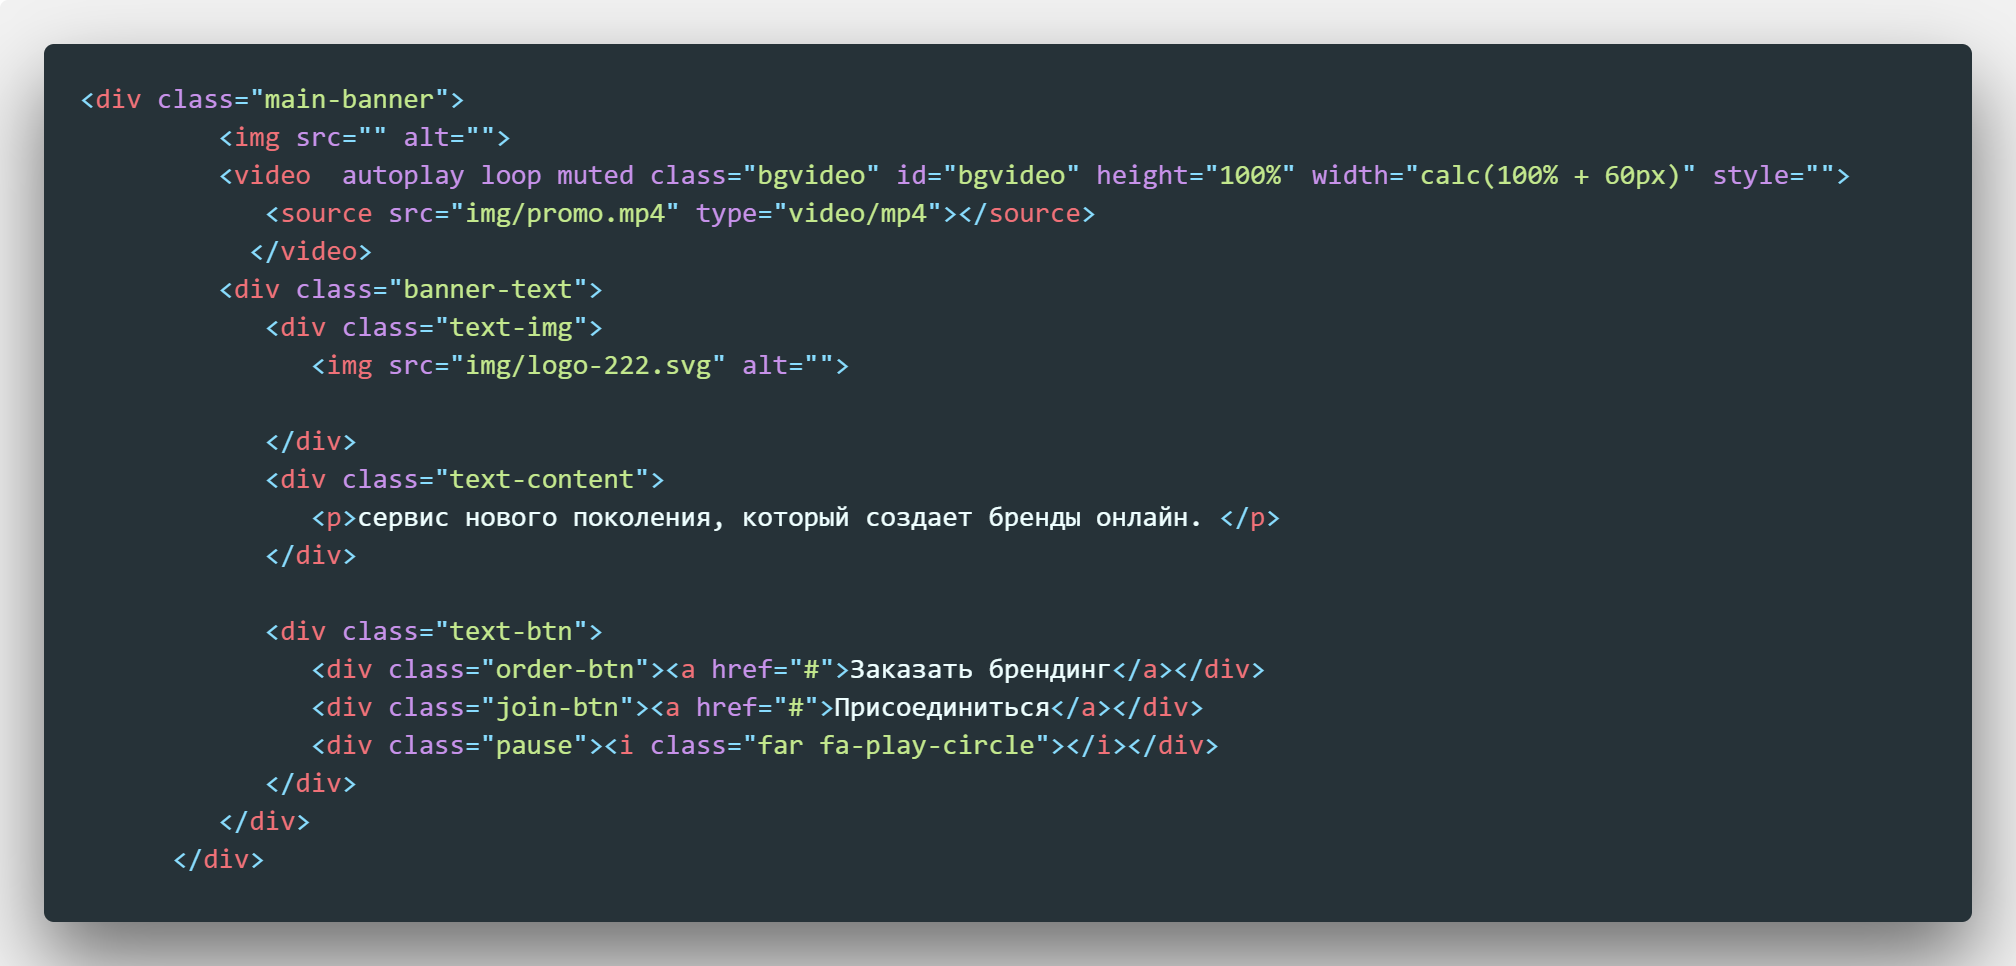 <div class="main-banner">
<img src="" alt="">
<video  autoplay loop muted class="bgvideo" id="bgvideo" height="100%" width="calc(100% + 60px)" style="">
<source src="img/promo.mp4" type="video/mp4"></source>
</video>
<div class="banner-text">
<div class="text-img">
<img src="img/logo-222.svg" alt="">
</div>
<div class="text-content">
<p>сервис нового поколения, который создает бренды онлайн. </p>
</div>
<div class="text-btn">
<div class="order-btn"><a href="#">Заказать брендинг</a></div>
<div class="join-btn"><a href="#">Присоединиться</a></div>
<div class="pause"><i class="far fa-play-circle"></i></div>
</div>
</div>
</div>